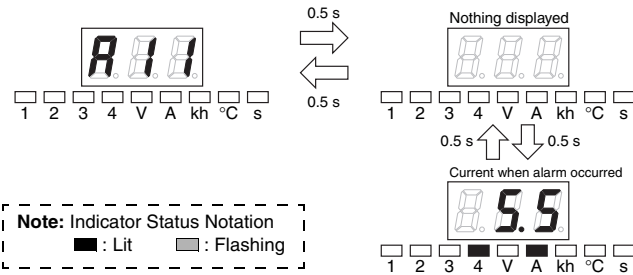 0.5 s
0.5 s
A11
1 2 3 4 V A kh °C s
Nothing displayed
1 2 3 4 V A kh °C s
0.5 s 0.5 s
Current when alarm occurred
5.5
1 2 3 4 V A kh °C s
Note: Indicator Status Notation
: Lit : Flashing